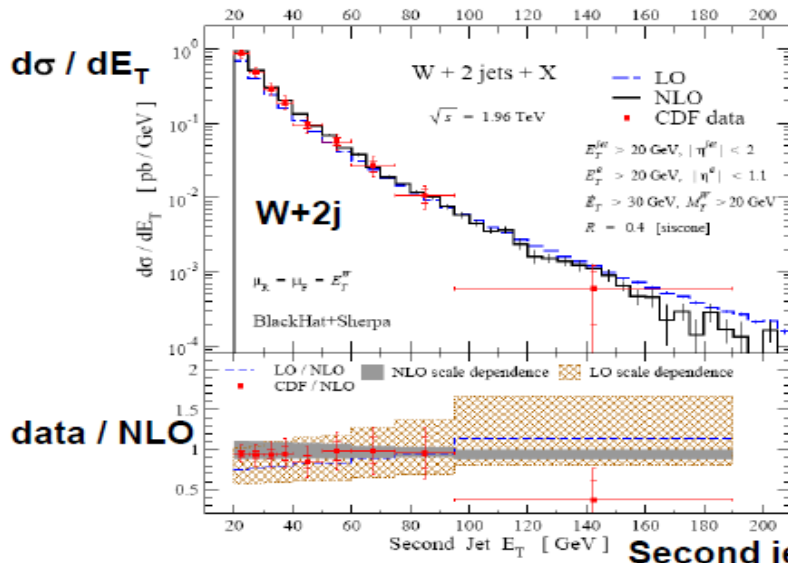 20 40 60 80 100 120 140 160 180 200
dσ / dE_T
dσ / dE_T [ pb / GeV ]
10^0
10^-1
10^-2
10^-3
10^-4
W + 2 jets + X
√s = 1.96 TeV
LO
NLO
CDF data
E_T^jet > 20 GeV, | η^jet | < 2
E_T^e > 20 GeV, | η^e | < 1.1
E̸_T > 30 GeV, M_T^W > 20 GeV
R = 0.4 [siscone]
W+2j
μ_R = μ_F = E_T^W
BlackHat+Sherpa
LO / NLO
CDF / NLO
NLO scale dependence
LO scale dependence
data / NLO
2
1.5
1
0.5
20 40 60 80 100 120 140 160 180 200
Second Jet E_T [ GeV ]
Second je